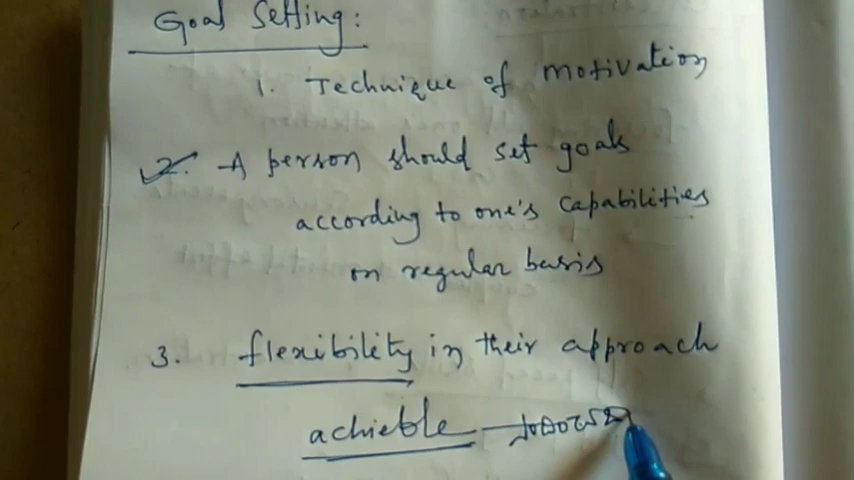 Goal Setting:
1. Technique of motivation
2. A person should set goals
according to one's capabilities
on regular basis
3. flexibility in their approach
achieble —